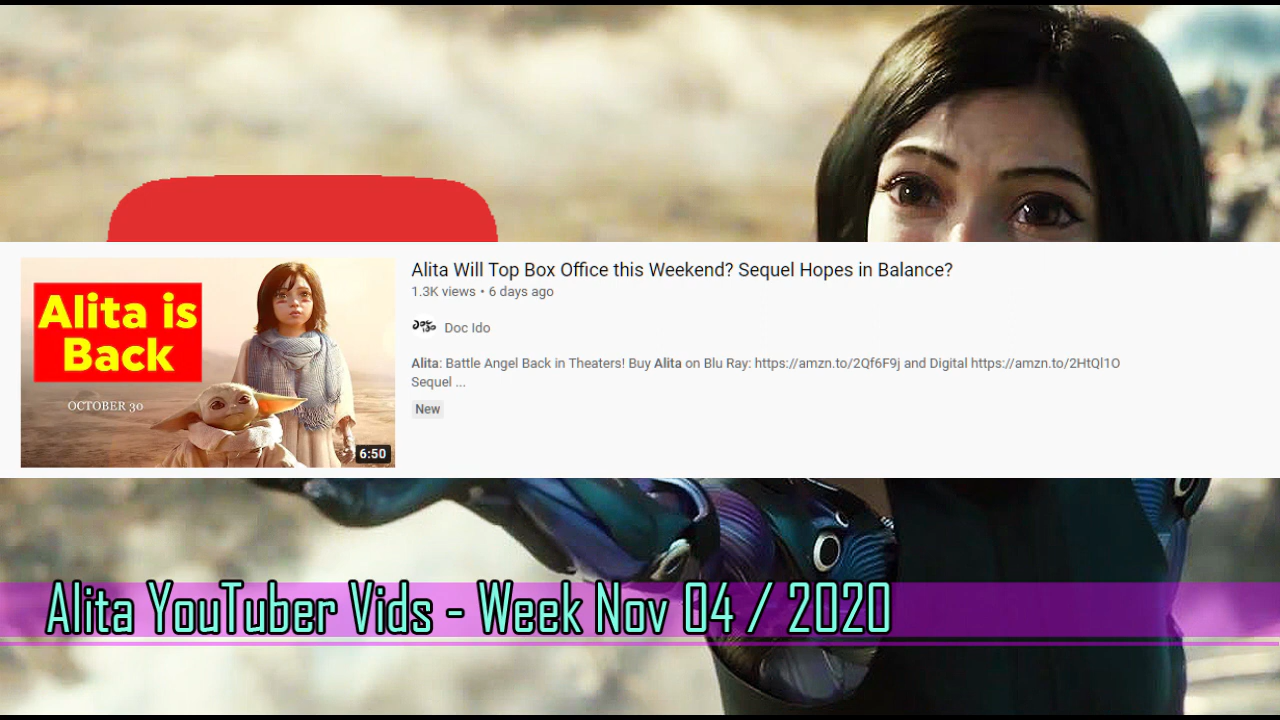 Alita Will Top Box Office this Weekend? Sequel Hopes in Balance?
1.3K views • 6 days ago
Doc Ido
Alita: Battle Angel Back in Theaters! Buy Alita on Blu Ray: https://amzn.to/2Qf6F9j and Digital https://amzn.to/2HtQl1O
Sequel ...
New
Alita is
Back
OCTOBER 30
6:50
Alita YouTuber Vids - Week Nov 04 / 2020